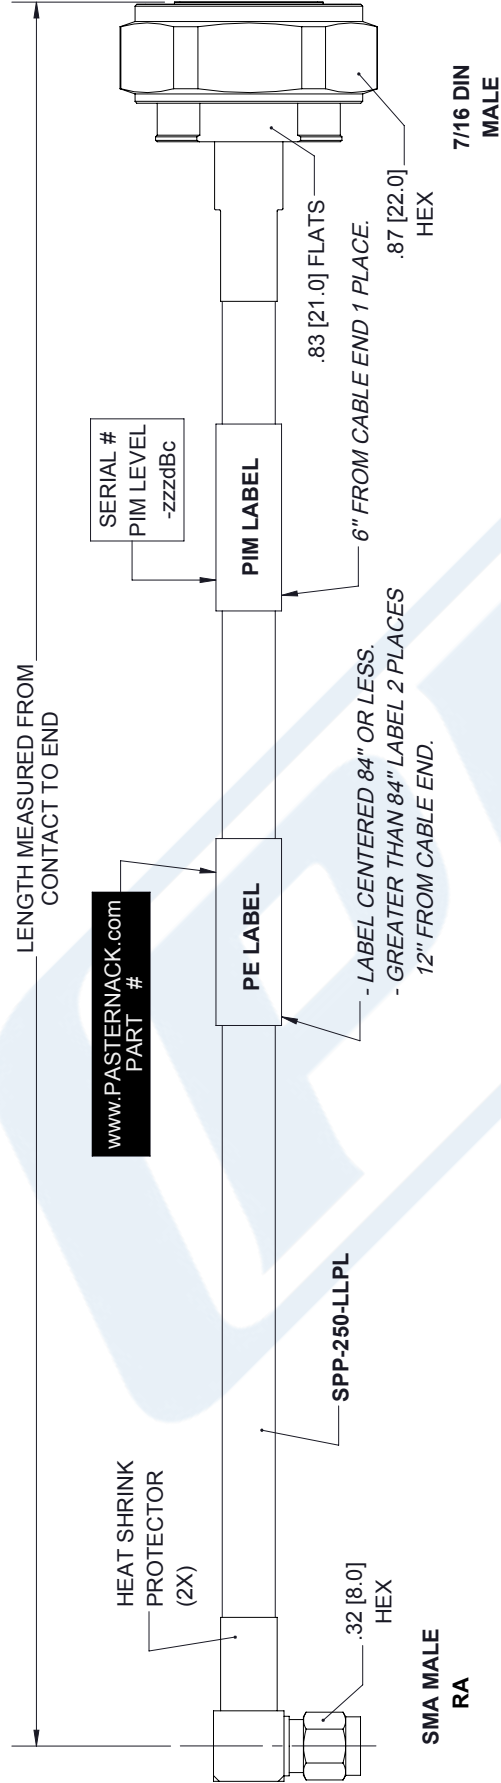 LENGTH MEASURED FROM
CONTACT TO END
www.PASTERNACK.com
PART #
SERIAL #
PIM LEVEL
-zzzdBc
HEAT SHRINK
PROTECTOR
(2X)
PE LABEL
PIM LABEL
.32 [8.0]
HEX
SMA MALE
RA
SPP-250-LLPL
- LABEL CENTERED 84" OR LESS.
- GREATER THAN 84" LABEL 2 PLACES
12" FROM CABLE END.
6" FROM CABLE END 1 PLACE.
.83 [21.0] FLATS
.87 [22.0]
HEX
7/16 DIN
MALE